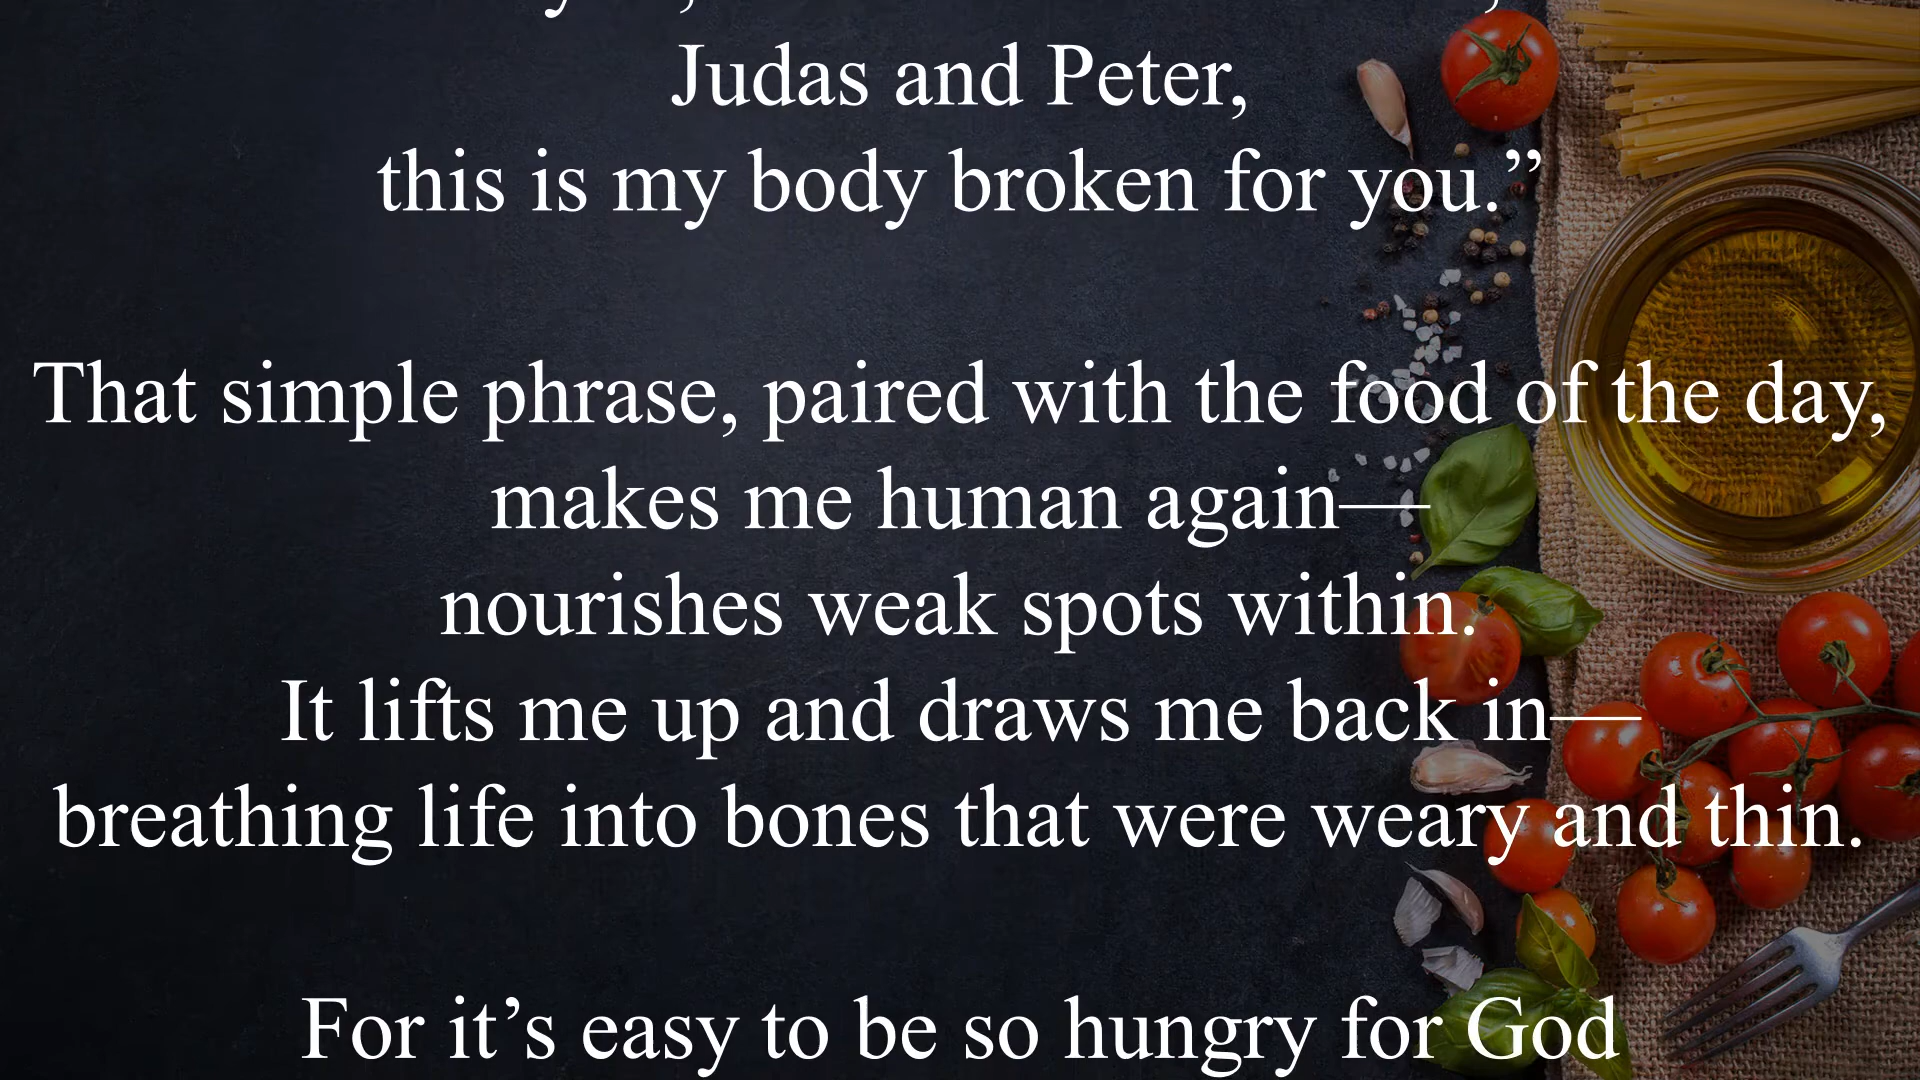 Judas and Peter,
this is my body broken for you.”
That simple phrase, paired with the food of the day,
makes me human again—
nourishes weak spots within.
It lifts me up and draws me back in—
breathing life into bones that were weary and thin.
For it’s easy to be so hungry for God